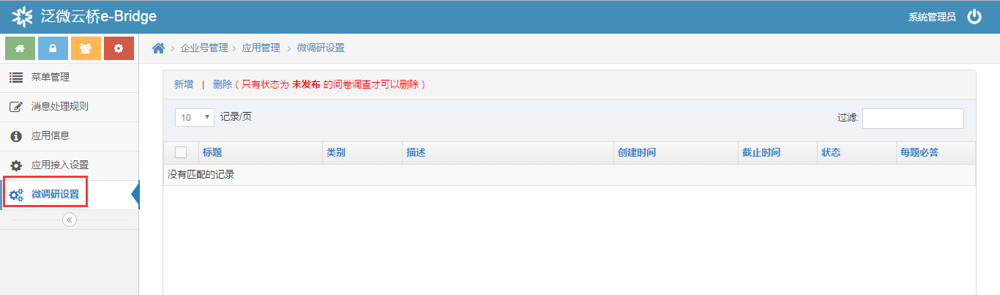 泛微云桥e-Bridge
系统管理员
企业号管理 > 应用管理 > 微调研设置
菜单管理
消息处理规则
应用信息
应用接入设置
微调研设置
新增 | 删除 ( 只有状态为 未发布 的问卷调查才可以删除 )
10 记录/页
过滤:
标题 类别 描述 创建时间 截止时间 状态 每题必答
没有匹配的记录